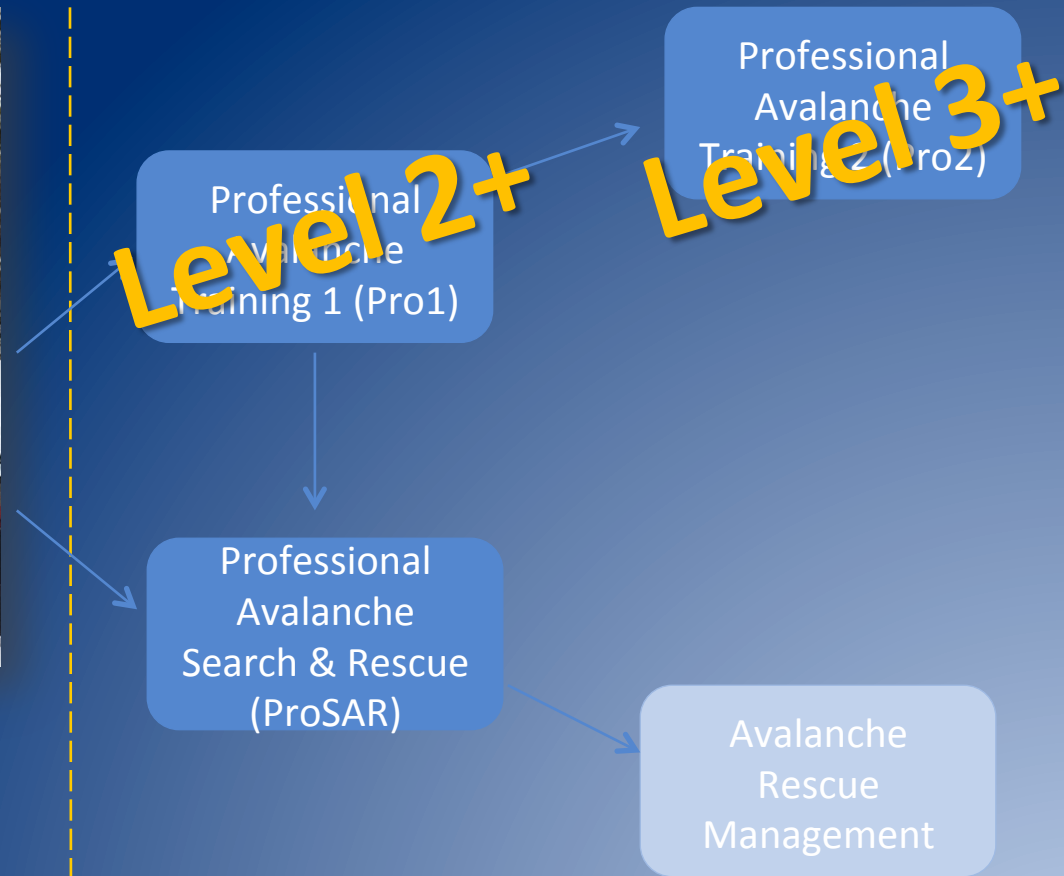 Professional
Avalanche
Training 2 (Pro2)
Level 3+
Professional
Avalanche
Training 1 (Pro1)
Level 2+
Professional
Avalanche
Search & Rescue
(ProSAR)
Avalanche
Rescue
Management